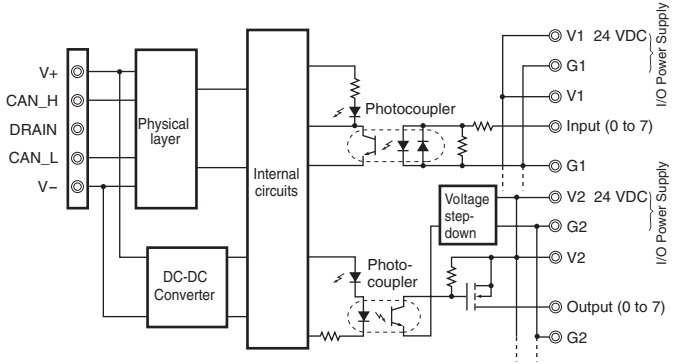 V+
CAN_H
DRAIN
CAN_L
V−
Physical
layer
DC-DC
Converter
Internal
circuits
Photocoupler
Photo-
coupler
Voltage
step-
down
V1 24 VDC
G1
V1
Input (0 to 7)
G1
V2 24 VDC
G2
V2
Output (0 to 7)
G2
I/O Power Supply
I/O Power Supply